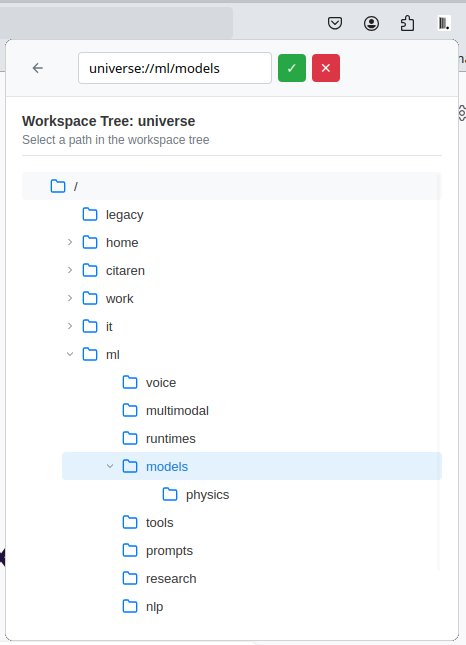 universe://ml/models
✓
✕
Workspace Tree: universe
Select a path in the workspace tree
/
legacy
home
citaren
work
it
ml
voice
multimodal
runtimes
models
physics
tools
prompts
research
nlp